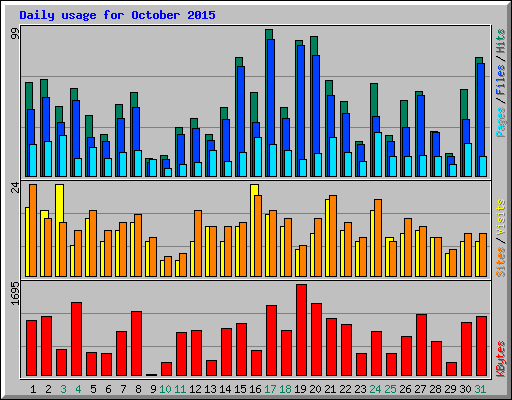 Daily usage for October 2015
99
Pages/Files/Hits
24
Sites/Visits
1695
KBytes
1 2 3 4 5 6 7 8 9 10 11 12 13 14 15 16 17 18 19 20 21 22 23 24 25 26 27 28 29 30 31